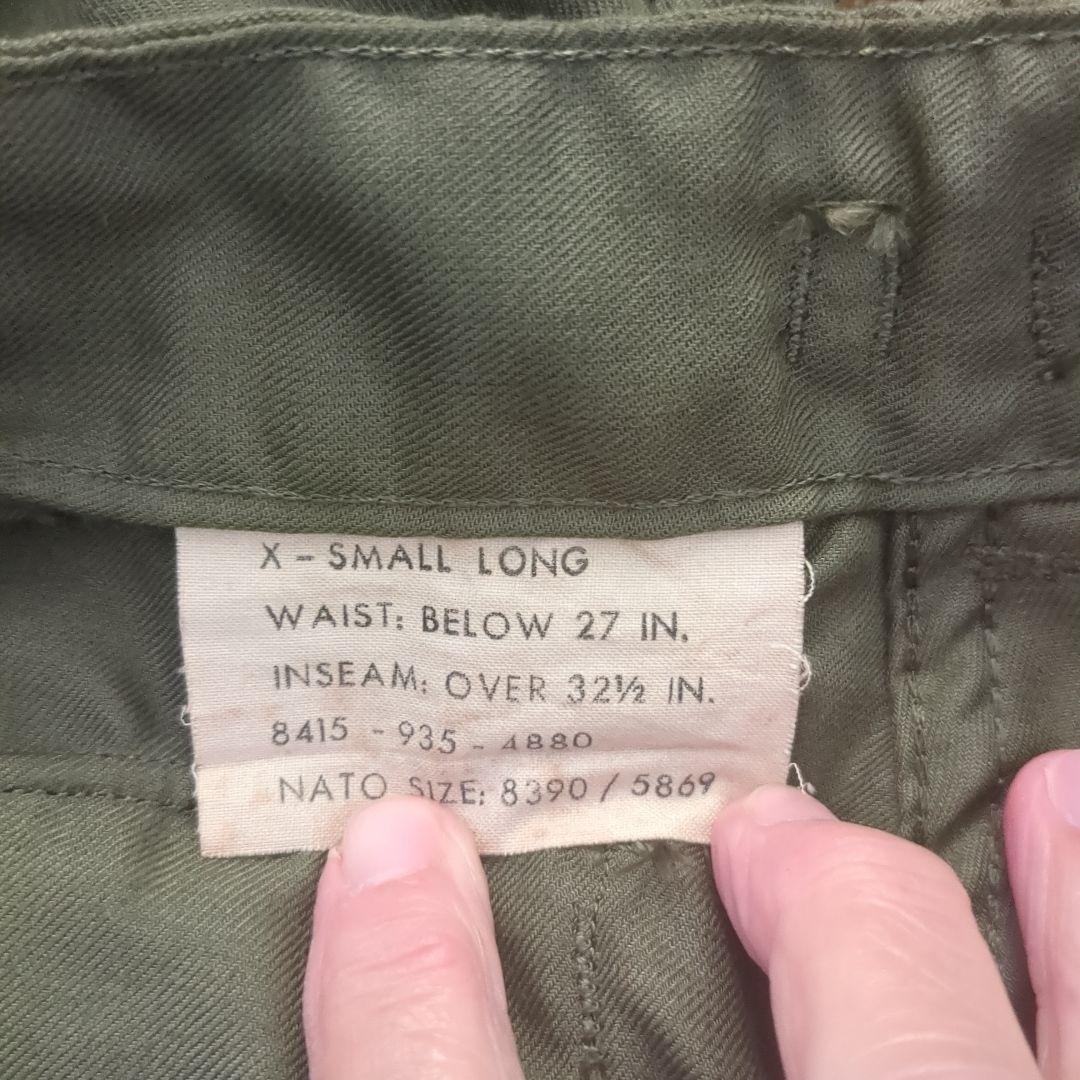 X-SMALL LONG
WAIST: BELOW 27 IN.
INSEAM: OVER 32½ IN.
8415-935-4880
NATO SIZE: 8390/5869